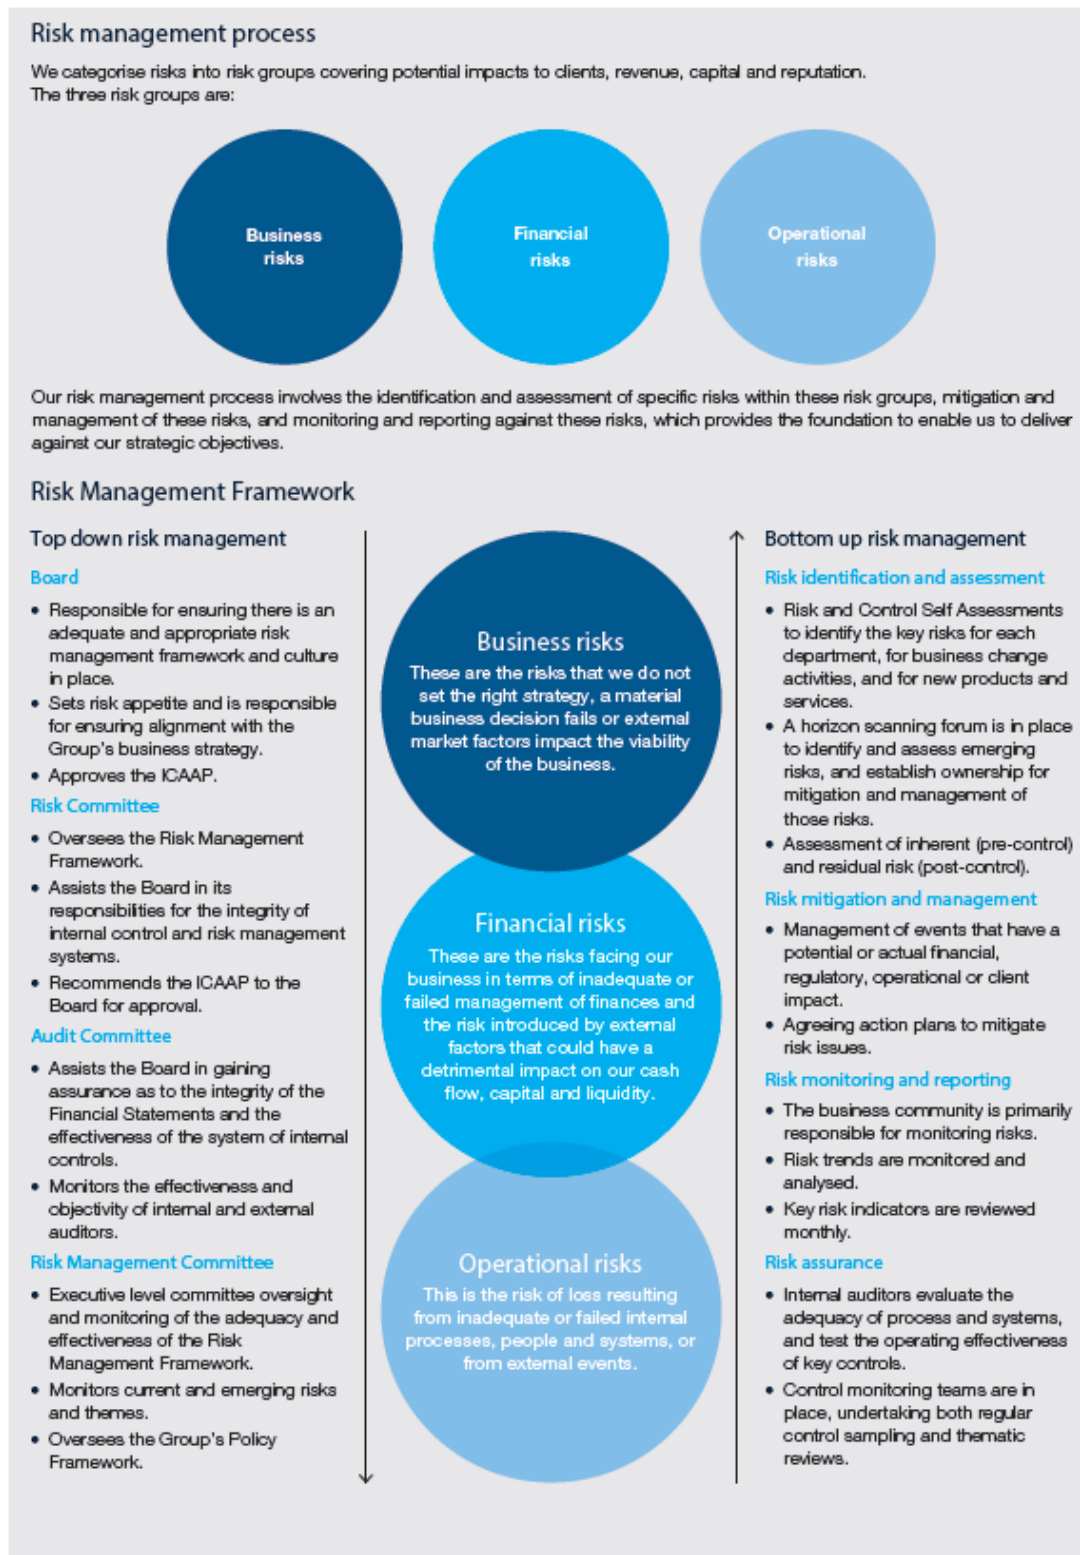 Risk management process
We categorise risks into risk groups covering potential impacts to clients, revenue, capital and reputation.
The three risk groups are:
Business
risks
Financial
risks
Operational
risks
Our risk management process involves the identification and assessment of specific risks within these risk groups, mitigation and
management of these risks, and monitoring and reporting against these risks, which provides the foundation to enable us to deliver
against our strategic objectives.
Risk Management Framework
Top down risk management
Board
• Responsible for ensuring there is an
adequate and appropriate risk
management framework and culture
in place.
• Sets risk appetite and is responsible
for ensuring alignment with the
Group's business strategy.
• Approves the ICAAP.
Risk Committee
• Oversees the Risk Management
Framework.
• Assists the Board in its
responsibilities for the integrity of
internal control and risk management
systems.
• Recommends the ICAAP to the
Board for approval.
Audit Committee
• Assists the Board in gaining
assurance as to the integrity of the
Financial Statements and the
effectiveness of the system of internal
controls.
• Monitors the effectiveness and
objectivity of internal and external
auditors.
Risk Management Committee
• Executive level committee oversight
and monitoring of the adequacy and
effectiveness of the Risk
Management Framework.
• Monitors current and emerging risks
and themes.
• Oversees the Group's Policy
Framework.
Business risks
These are the risks that we do not
set the right strategy, a material
business decision fails or external
market factors impact the viability
of the business.
Financial risks
These are the risks facing our
business in terms of inadequate or
failed management of finances and
the risk introduced by external
factors that could have a
detrimental impact on our cash
flow, capital and liquidity.
Operational risks
This is the risk of loss resulting
from inadequate or failed internal
processes, people and systems, or
from external events.
Bottom up risk management
Risk identification and assessment
• Risk and Control Self Assessments
to identify the key risks for each
department, for business change
activities, and for new products and
services.
• A horizon scanning forum is in place
to identify and assess emerging
risks, and establish ownership for
mitigation and management of
those risks.
• Assessment of inherent (pre-control)
and residual risk (post-control).
Risk mitigation and management
• Management of events that have a
potential or actual financial,
regulatory, operational or client
impact.
• Agreeing action plans to mitigate
risk issues.
Risk monitoring and reporting
• The business community is primarily
responsible for monitoring risks.
• Risk trends are monitored and
analysed.
• Key risk indicators are reviewed
monthly.
Risk assurance
• Internal auditors evaluate the
adequacy of process and systems,
and test the operating effectiveness
of key controls.
• Control monitoring teams are in
place, undertaking both regular
control sampling and thematic
reviews.